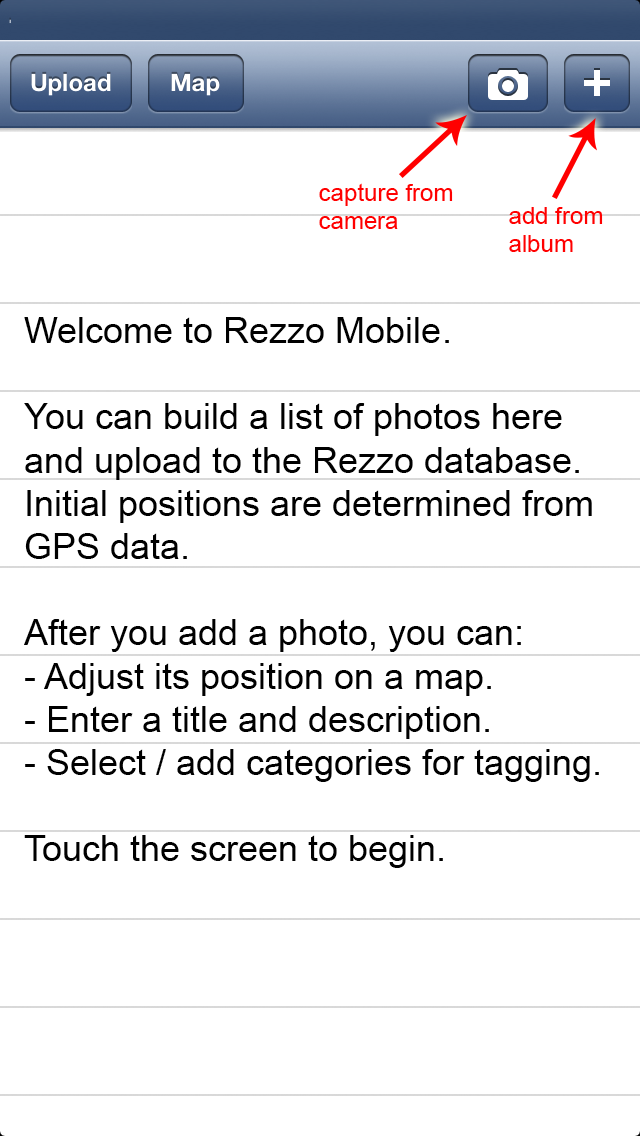 Upload Map
capture from
camera
add from
album
Welcome to Rezzo Mobile.
You can build a list of photos here
and upload to the Rezzo database.
Initial positions are determined from
GPS data.
After you add a photo, you can:
- Adjust its position on a map.
- Enter a title and description.
- Select / add categories for tagging.
Touch the screen to begin.